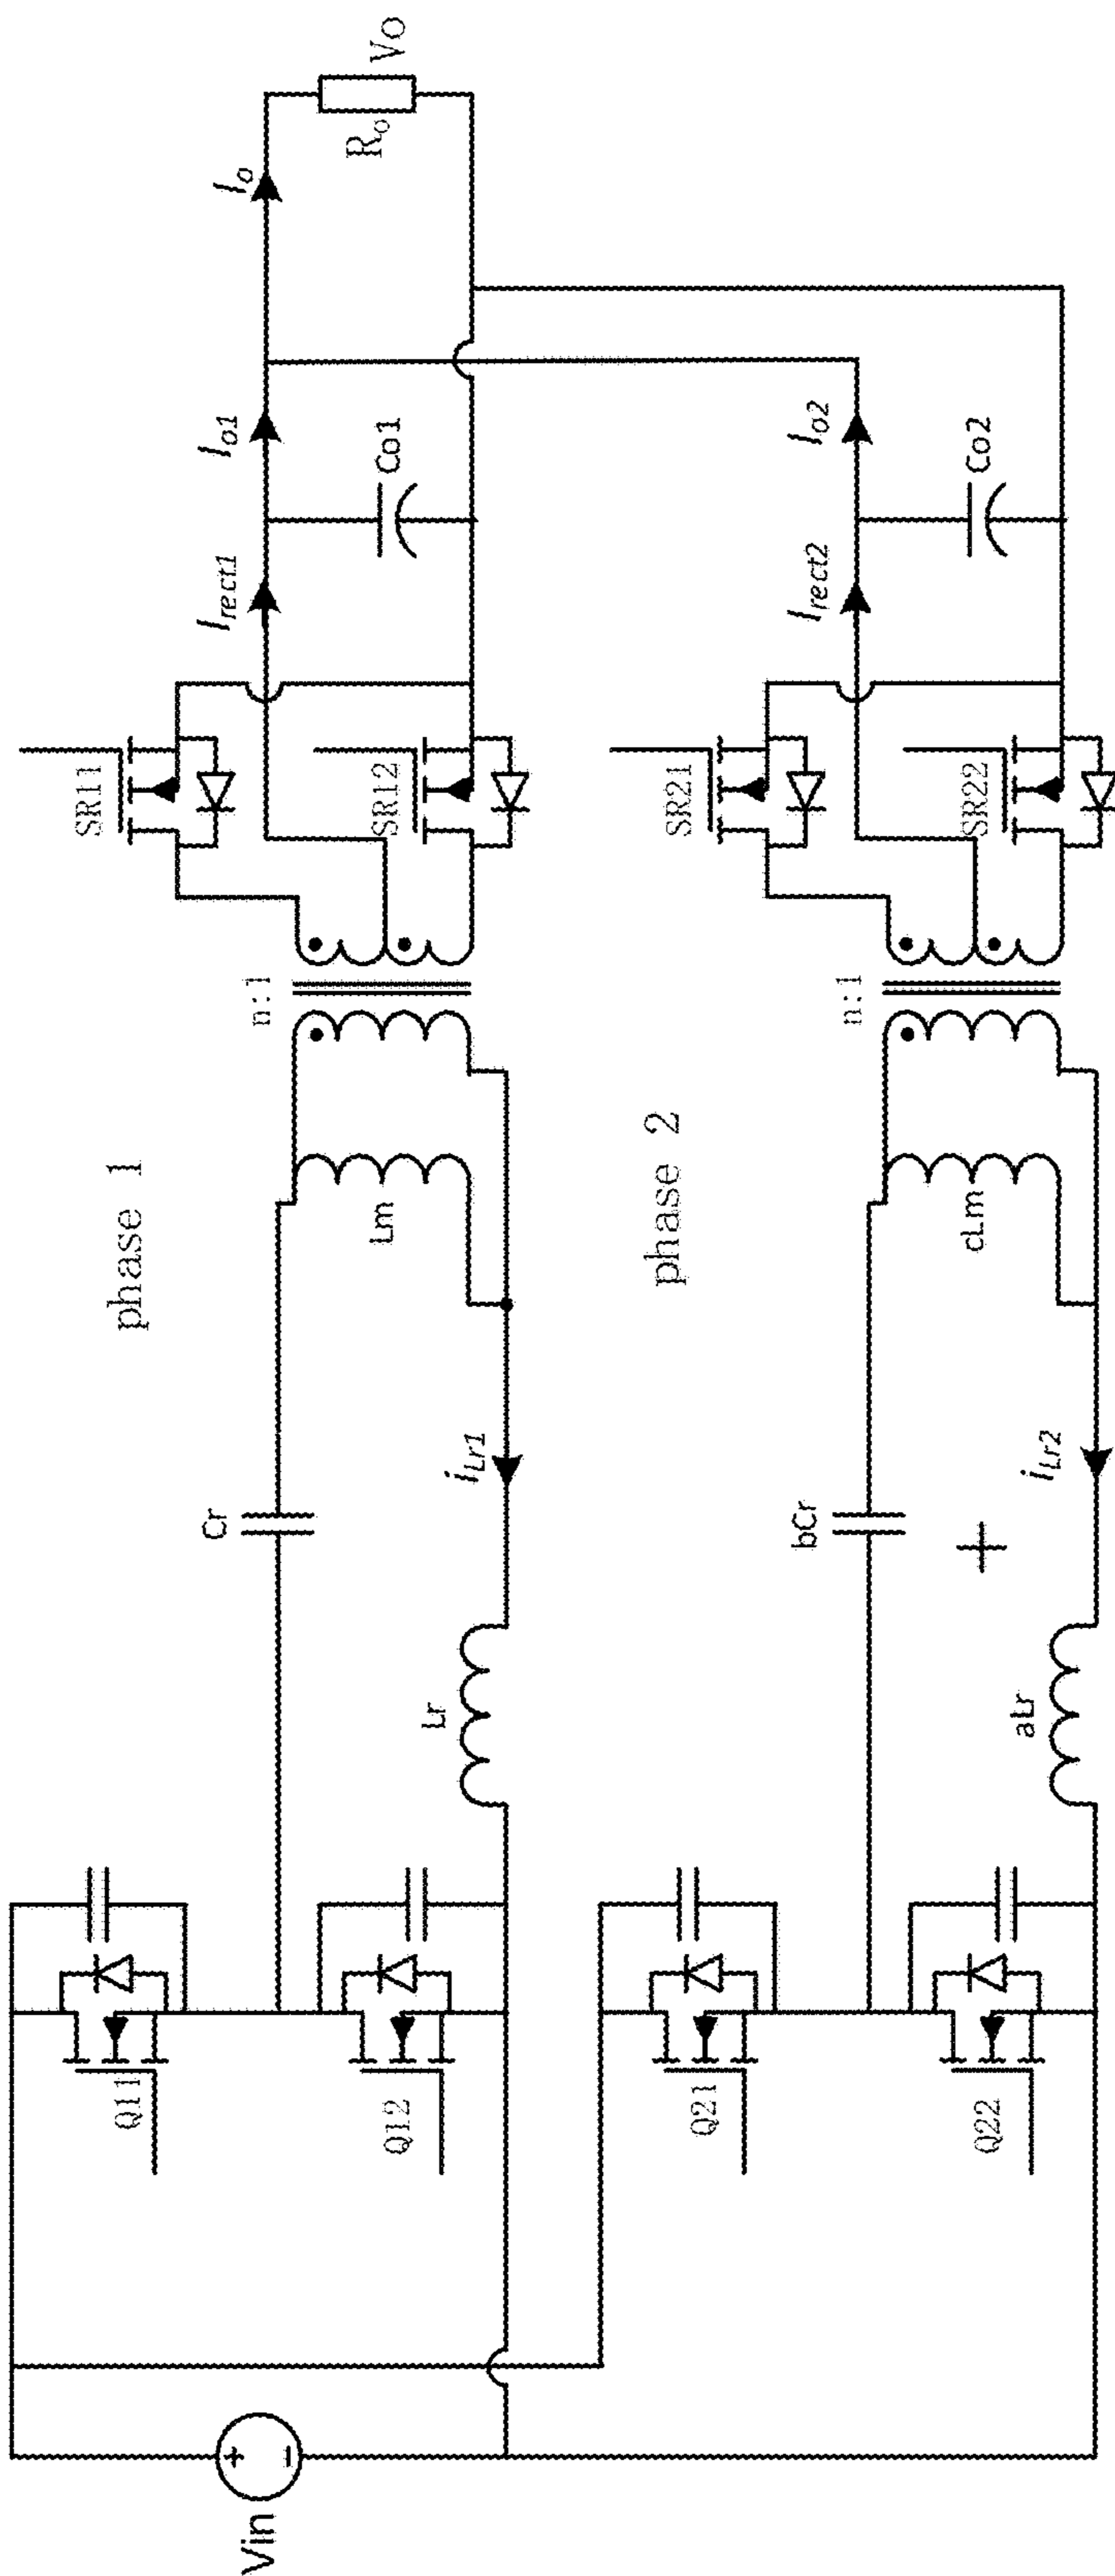 phase 1
Vin
+
-
Q11
Q12
Cr
Lr
iLr1
Lm
n:1
SR11
SR12
Irect1
Io1
Co1
Io
Ro
Vo
phase 2
Q21
Q22
bCr
+
aLr
iLr2
cLm
n:1
SR21
SR22
Irect2
Io2
Co2